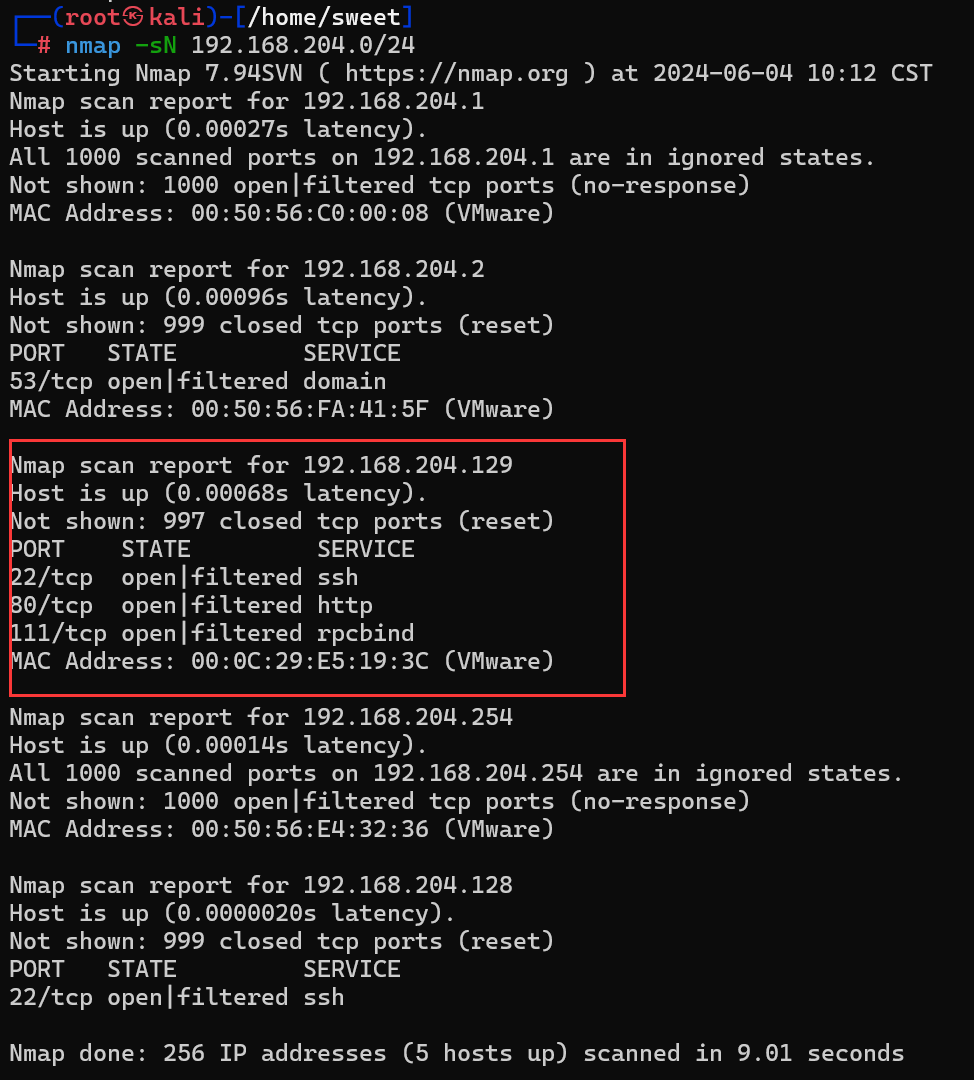 ┌──(root㉿kali)-[/home/sweet]
└─# nmap -sN 192.168.204.0/24
Starting Nmap 7.94SVN ( https://nmap.org ) at 2024-06-04 10:12 CST
Nmap scan report for 192.168.204.1
Host is up (0.00027s latency).
All 1000 scanned ports on 192.168.204.1 are in ignored states.
Not shown: 1000 open|filtered tcp ports (no-response)
MAC Address: 00:50:56:C0:00:08 (VMware)

Nmap scan report for 192.168.204.2
Host is up (0.00096s latency).
Not shown: 999 closed tcp ports (reset)
PORT   STATE         SERVICE
53/tcp open|filtered domain
MAC Address: 00:50:56:FA:41:5F (VMware)

Nmap scan report for 192.168.204.129
Host is up (0.00068s latency).
Not shown: 997 closed tcp ports (reset)
PORT    STATE         SERVICE
22/tcp  open|filtered ssh
80/tcp  open|filtered http
111/tcp open|filtered rpcbind
MAC Address: 00:0C:29:E5:19:3C (VMware)

Nmap scan report for 192.168.204.254
Host is up (0.00014s latency).
All 1000 scanned ports on 192.168.204.254 are in ignored states.
Not shown: 1000 open|filtered tcp ports (no-response)
MAC Address: 00:50:56:E4:32:36 (VMware)

Nmap scan report for 192.168.204.128
Host is up (0.0000020s latency).
Not shown: 999 closed tcp ports (reset)
PORT   STATE         SERVICE
22/tcp open|filtered ssh

Nmap done: 256 IP addresses (5 hosts up) scanned in 9.01 seconds